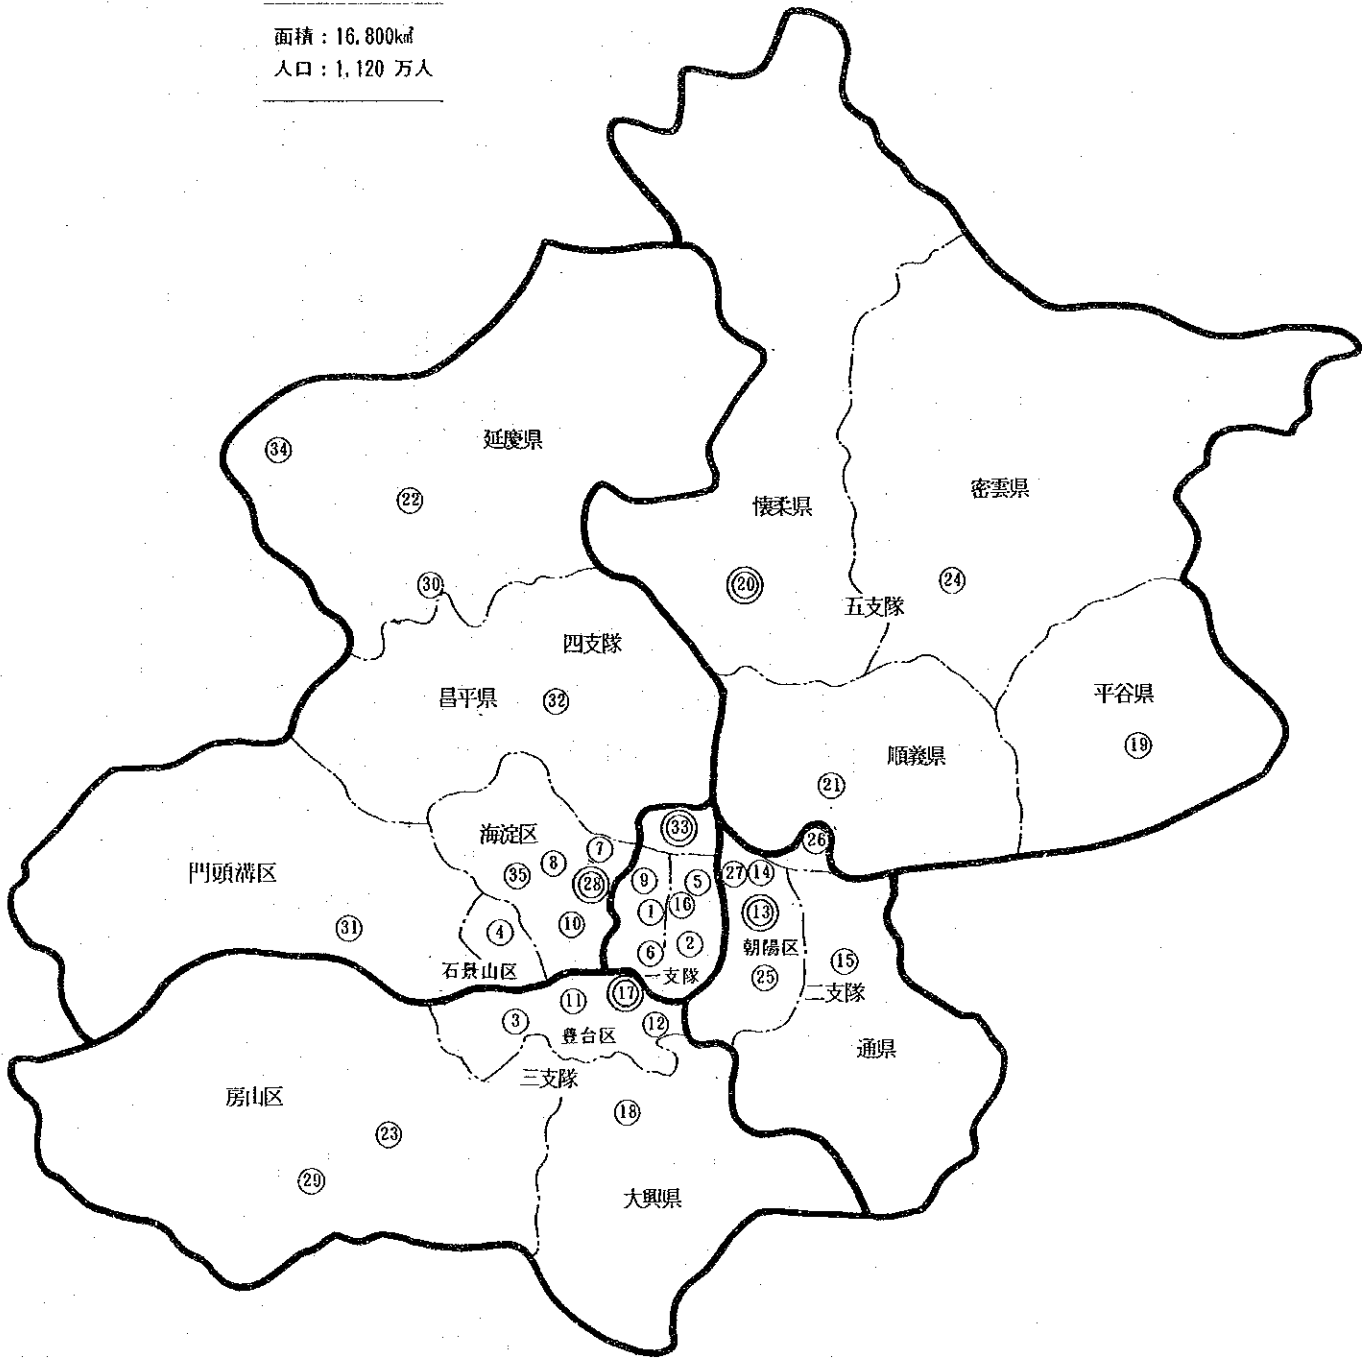 面積：16,800k㎡
人口：1,120 万人
延慶県
㉞
㉒
懐柔県
密雲県
㉚
⑳
㉔
五支隊
四支隊
昌平県
㉜
平谷県
⑲
順義県
㉑
㉝
㉖
海淀区
⑦
⑧
㉟
㉘
⑨
⑤
㉗
⑭
門頭溝区
①
⑯
⑬
⑩
④
㉛
⑥
②
朝陽区
⑮
石景山区
一支隊
㉕
二支隊
⑰
⑪
③
⑫
豊台区
通県
三支隊
房山区
⑱
㉓
㉙
大興県